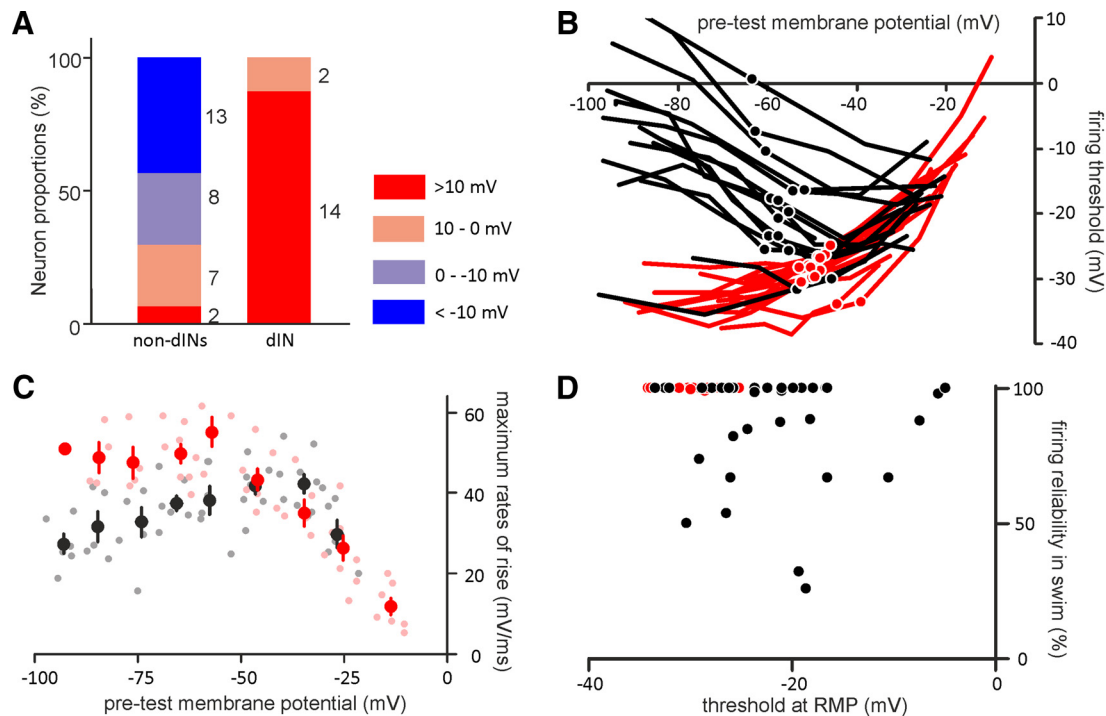 A
Neuron proportions (%)
100
50
0
13
8
7
2
2
14
non-dINs
dIN
>10 mV
10 - 0 mV
0 - -10 mV
< -10 mV
B
pre-test membrane potential (mV)
-100
-80
-60
-40
-20
10
0
-10
-20
-30
-40
firing threshold
(mV)
C
maximum rates of rise (mV/ms)
60
40
20
0
-100
-75
-50
-25
0
pre-test membrane potential (mV)
D
firing reliability in
swim (%)
100
50
0
-40
-20
0
threshold at RMP (mV)